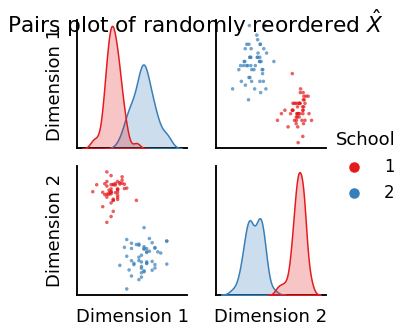 Pairs plot of randomly reordered X̂
Dimension 1
School
1
2
Dimension 2
Dimension 1
Dimension 2